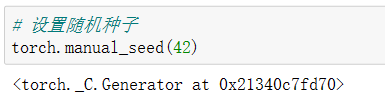 # 设置随机种子
torch.manual_seed(42)
<torch._C.Generator at 0x21340c7fd70>